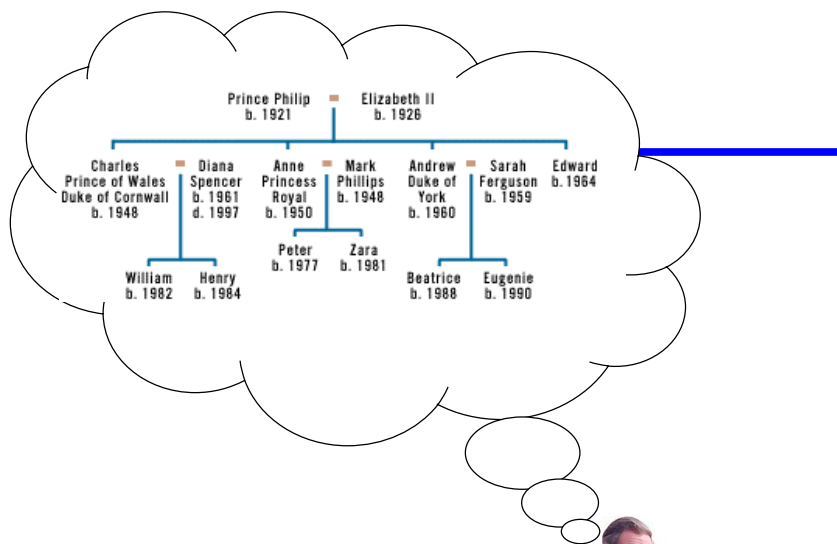 Prince Philip
b. 1921
Elizabeth II
b. 1926
Charles
Prince of Wales
Duke of Cornwall
b. 1948
Diana
Spencer
b. 1961
d. 1997
Anne
Princess
Royal
b. 1950
Mark
Phillips
b. 1948
Andrew
Duke of
York
b. 1960
Sarah
Ferguson
b. 1959
Edward
b. 1964
William
b. 1982
Henry
b. 1984
Peter
b. 1977
Zara
b. 1981
Beatrice
b. 1988
Eugenie
b. 1990